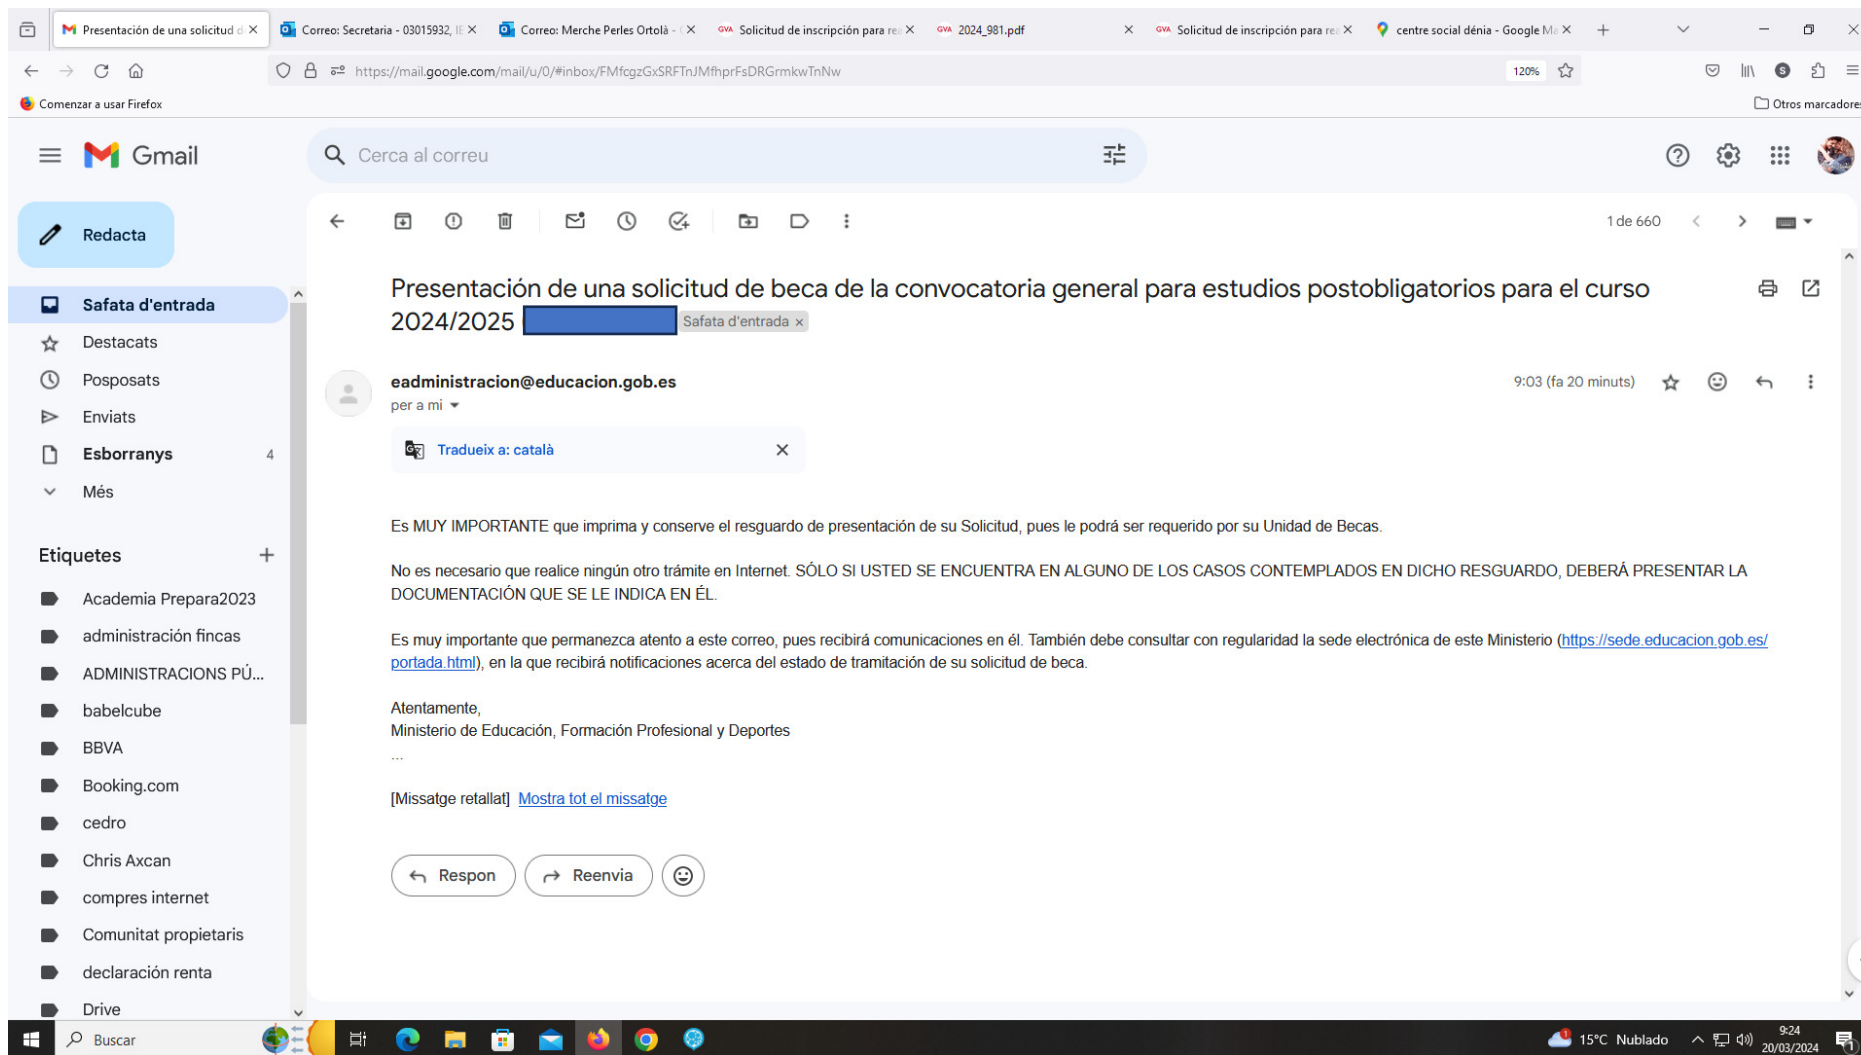 Presentación de una solicitud d
Correo: Secretaria - 03015932, IE
Correo: Merche Perles Ortolà -
GVA Solicitud de inscripción para rea
GVA 2024_981.pdf
GVA Solicitud de inscripción para rea
centre social dénia - Google Ma
https://mail.google.com/mail/u/0/#inbox/FMfcgzGxSRFTnJMfhprFsDRGrmkwTnNw
120%
S
Comenzar a usar Firefox
Otros marcadores
Gmail
Cerca al correu
Redacta
1 de 660
Safata d'entrada
Destacats
Posposats
Enviats
Esborranys 4
Més
Etiquetes
Academia Prepara2023
administración fincas
ADMINISTRACIONS PÚ...
babelcube
BBVA
Booking.com
cedro
Chris Axcan
compres internet
Comunitat propietaris
declaración renta
Drive
Presentación de una solicitud de beca de la convocatoria general para estudios postobligatorios para el curso
2024/2025 Safata d'entrada ×
eadministracion@educacion.gob.es
9:03 (fa 20 minuts)
per a mi
Tradueix a: català
Es MUY IMPORTANTE que imprima y conserve el resguardo de presentación de su Solicitud, pues le podrá ser requerido por su Unidad de Becas.
No es necesario que realice ningún otro trámite en Internet. SÓLO SI USTED SE ENCUENTRA EN ALGUNO DE LOS CASOS CONTEMPLADOS EN DICHO RESGUARDO, DEBERÁ PRESENTAR LA
DOCUMENTACIÓN QUE SE LE INDICA EN ÉL.
Es muy importante que permanezca atento a este correo, pues recibirá comunicaciones en él. También debe consultar con regularidad la sede electrónica de este Ministerio (https://sede.educacion.gob.es/
portada.html), en la que recibirá notificaciones acerca del estado de tramitación de su solicitud de beca.
Atentamente,
Ministerio de Educación, Formación Profesional y Deportes
...
[Missatge retallat] Mostra tot el missatge
Respon
Reenvia
Buscar
1
15°C Nublado
9:24
20/03/2024
1